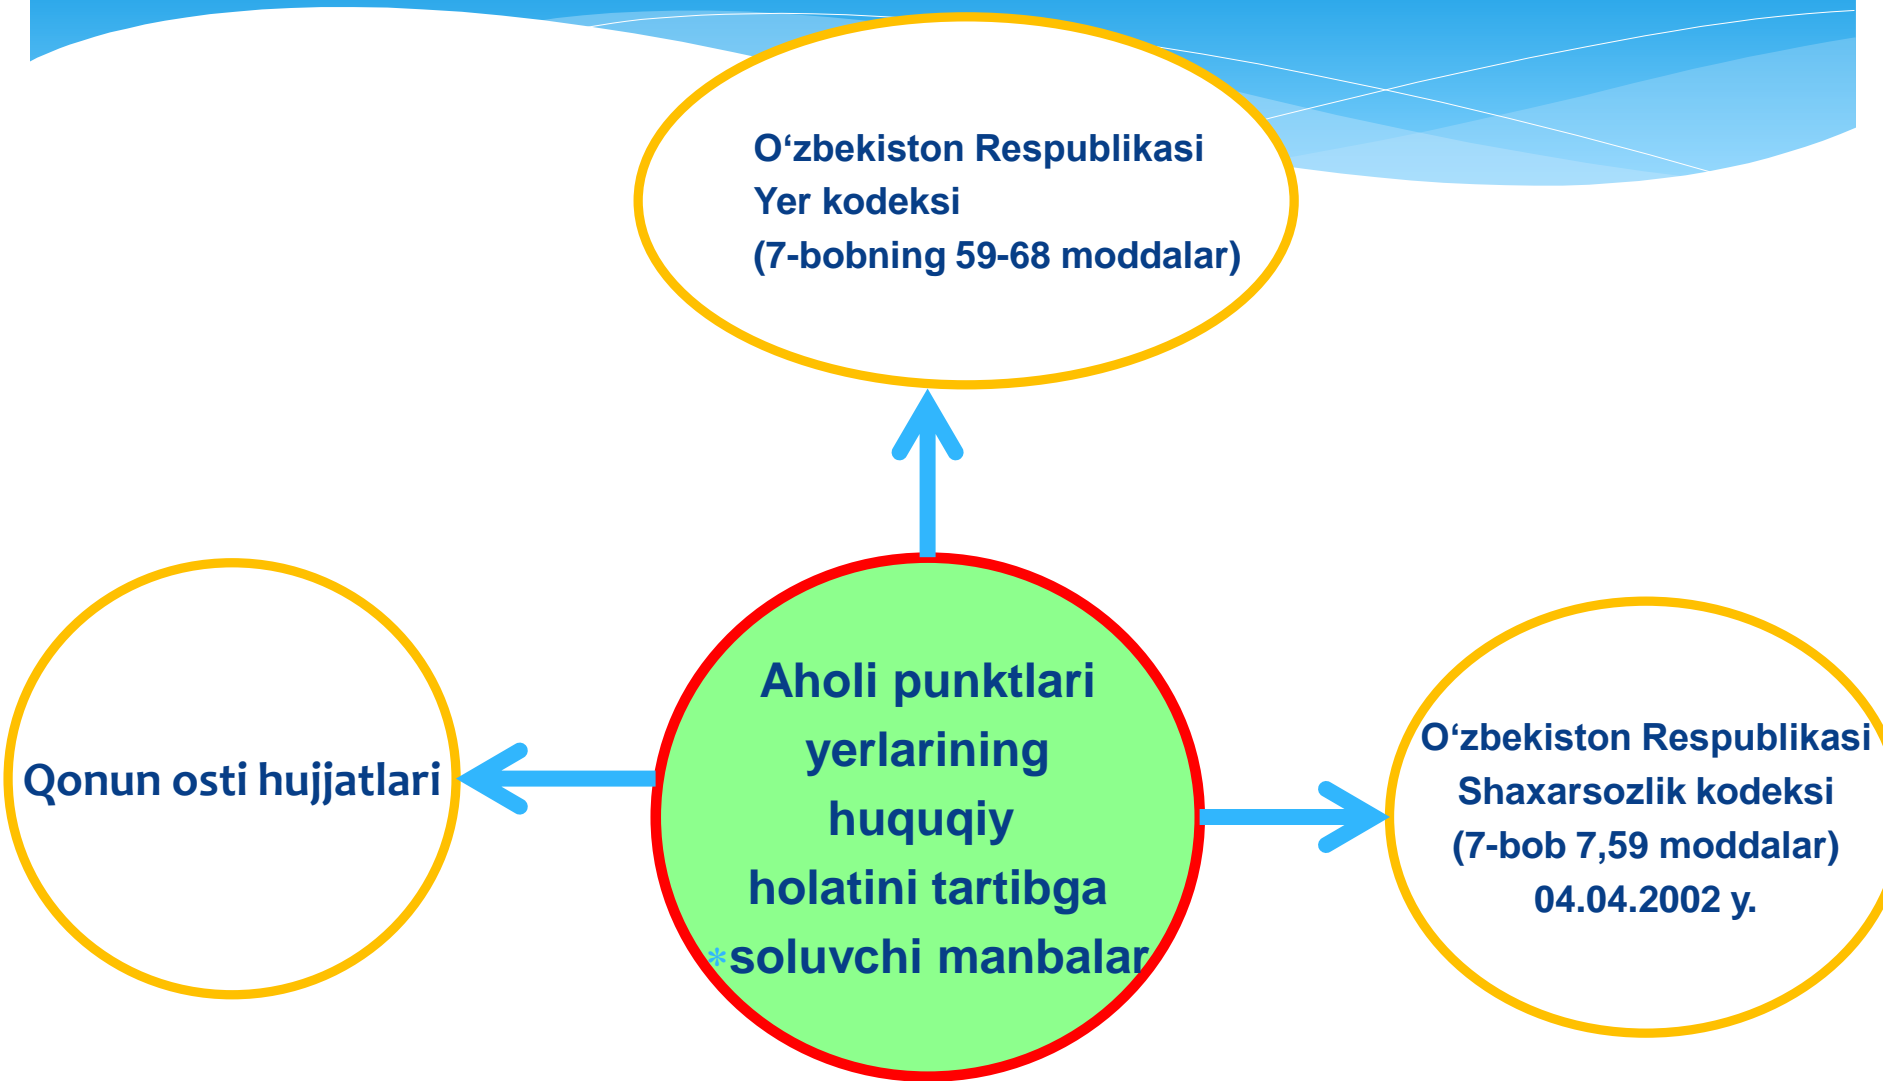 O‘zbekiston Respublikasi
Yer kodeksi
(7-bobning 59-68 moddalar)
Qonun osti hujjatlari
Aholi punktlari
yerlarining
huquqiy
holatini tartibga
*soluvchi manbalar
O‘zbekiston Respublikasi
Shaxarsozlik kodeksi
(7-bob 7,59 moddalar)
04.04.2002 y.